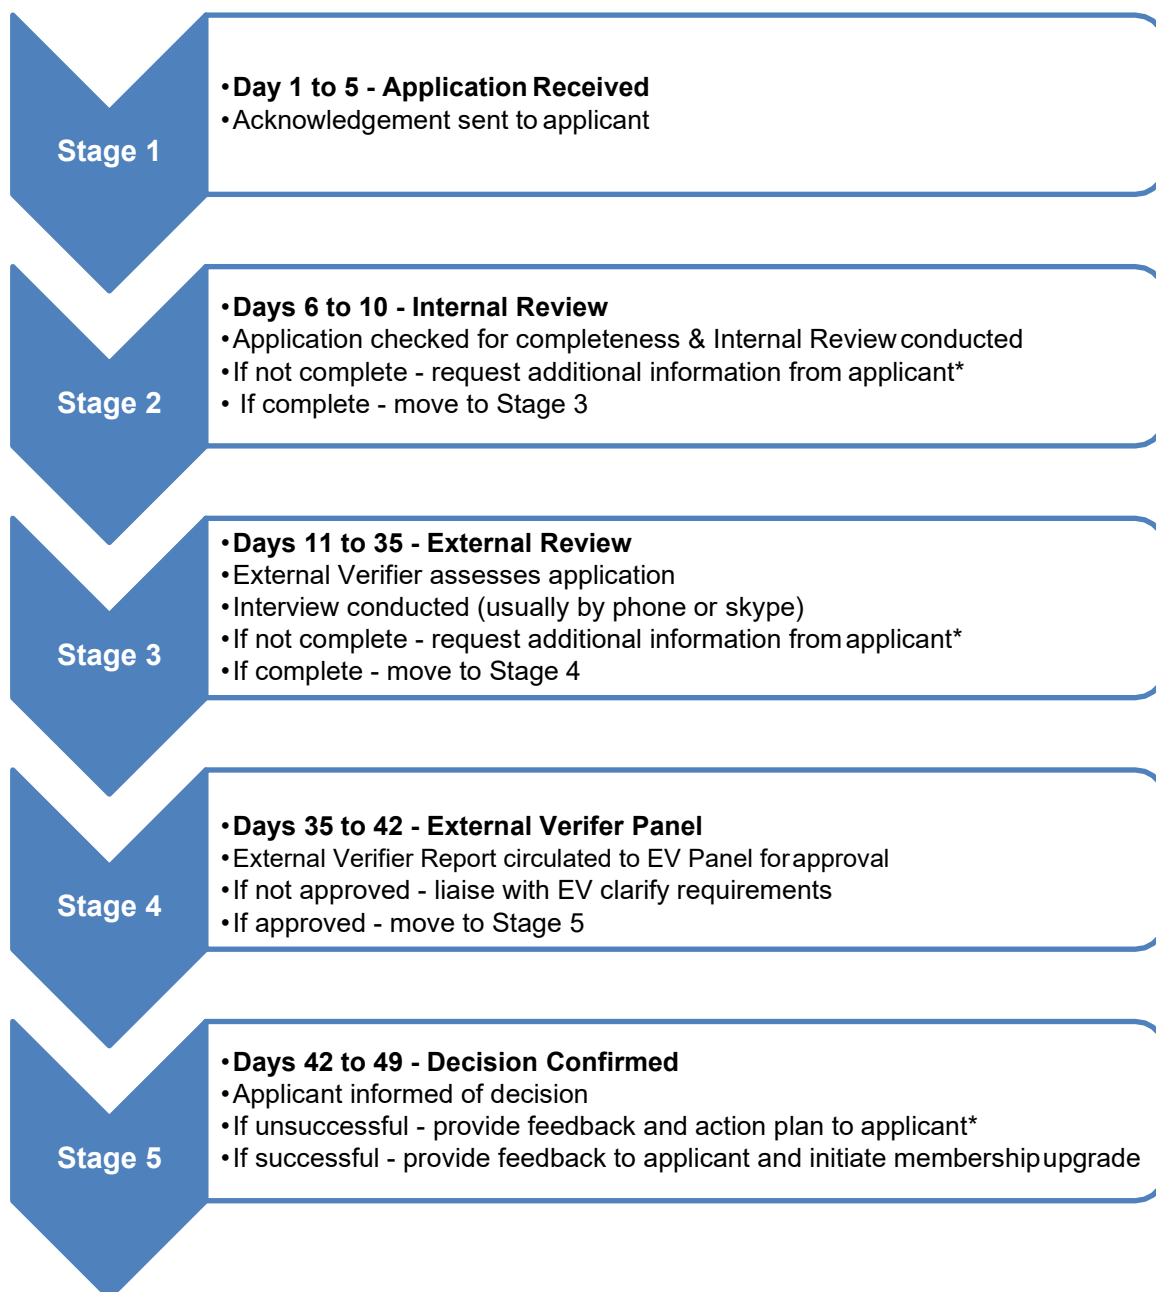 Stage 1
•Day 1 to 5 - Application Received
•Acknowledgement sent to applicant
Stage 2
•Days 6 to 10 - Internal Review
•Application checked for completeness & Internal Review conducted
•If not complete - request additional information from applicant*
• If complete - move to Stage 3
Stage 3
•Days 11 to 35 - External Review
•External Verifier assesses application
•Interview conducted (usually by phone or skype)
•If not complete - request additional information from applicant*
•If complete - move to Stage 4
Stage 4
•Days 35 to 42 - External Verifer Panel
•External Verifier Report circulated to EV Panel for approval
•If not approved - liaise with EV clarify requirements
•If approved - move to Stage 5
Stage 5
•Days 42 to 49 - Decision Confirmed
•Applicant informed of decision
•If unsuccessful - provide feedback and action plan to applicant*
•If successful - provide feedback to applicant and initiate membership upgrade